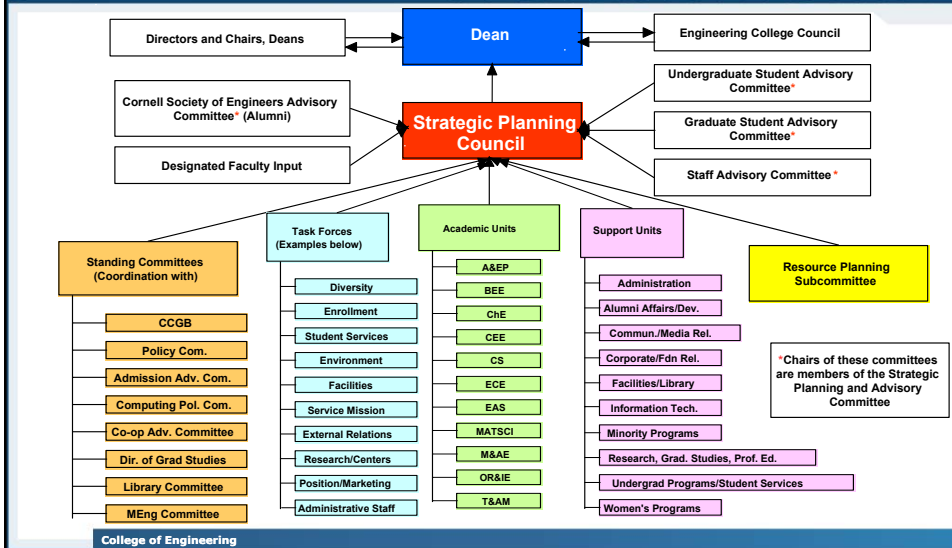 Dean
Directors and Chairs, Deans
Engineering College Council
Cornell Society of Engineers Advisory
Committee* (Alumni)
Designated Faculty Input
Strategic Planning
Council
Undergraduate Student Advisory
Committee*
Graduate Student Advisory
Committee*
Staff Advisory Committee*
Standing Committees
(Coordination with)
CCGB
Policy Com.
Admission Adv. Com.
Computing Pol. Com.
Co-op Adv. Committee
Dir. of Grad Studies
Library Committee
MEng Committee
Task Forces
(Examples below)
Diversity
Enrollment
Student Services
Environment
Facilities
Service Mission
External Relations
Research/Centers
Position/Marketing
Administrative Staff
Academic Units
A&EP
BEE
ChE
CEE
CS
ECE
EAS
MATSCI
M&AE
OR&IE
T&AM
Support Units
Administration
Alumni Affairs/Dev.
Commun./Media Rel.
Corporate/Fdn Rel.
Facilities/Library
Information Tech.
Minority Programs
Research, Grad. Studies, Prof. Ed.
Undergrad Programs/Student Services
Women's Programs
Resource Planning
Subcommittee
*Chairs of these committees
are members of the Strategic
Planning and Advisory
Committee
College of Engineering